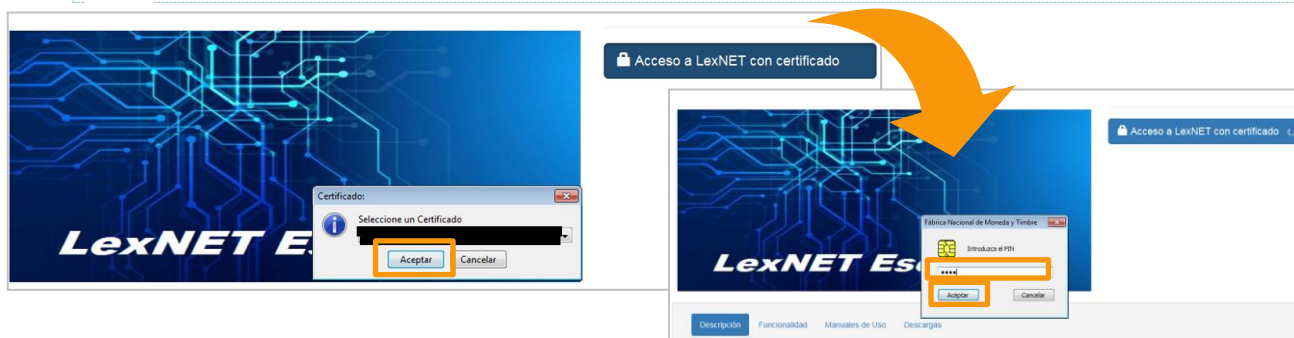 Acceso a LexNET con certificado
Certificado:
Seleccione un Certificado
Aceptar
Cancelar
LexNET E
Acceso a LexNET con certificado
Fábrica Nacional de Moneda y Timbre
Introduzca el PIN
••••
Aceptar
Cancelar
LexNET Es
Descripción
Funcionalidad
Manuales de Uso
Descargas